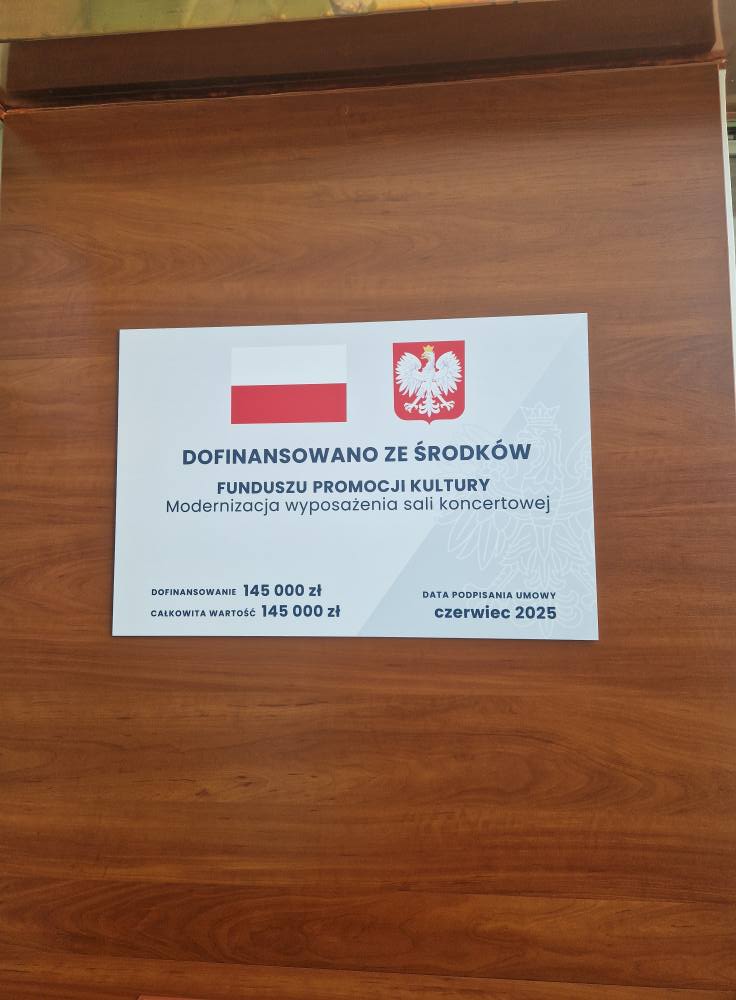 DOFINANSOWANO ZE ŚRODKÓW
FUNDUSZU PROMOCJI KULTURY
Modernizacja wyposażenia sali koncertowej
DOFINANSOWANIE 145 000 zł
CAŁKOWITA WARTOŚĆ 145 000 zł
DATA PODPISANIA UMOWY
czerwiec 2025